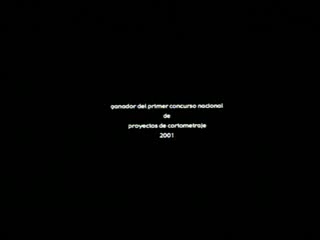 ganador del primer concurso nacional
de
proyectos de cortometraje
2001